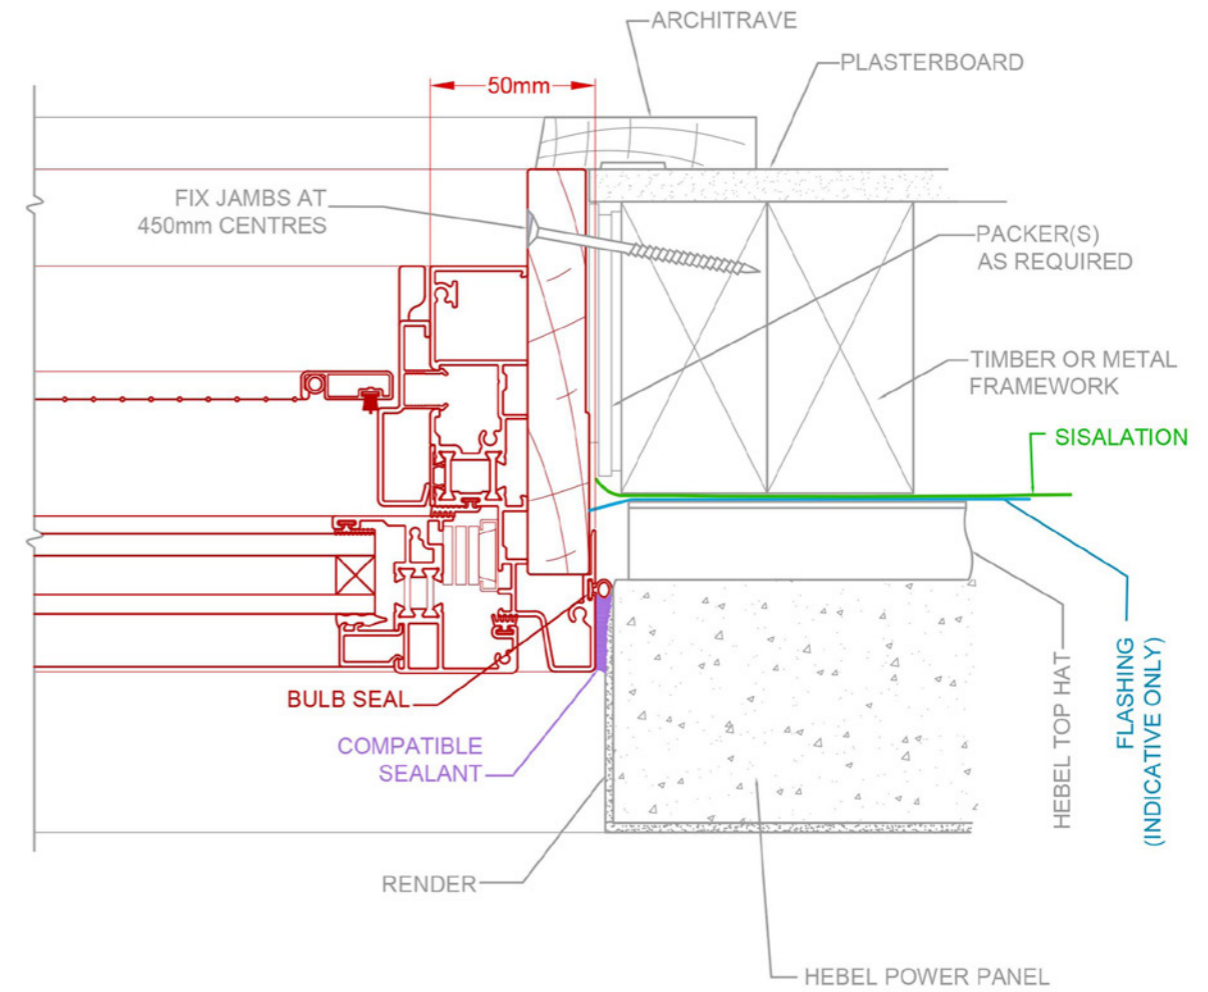 ARCHITRAVE
PLASTERBOARD
50mm
FIX JAMBS AT
450mm CENTRES
PACKER(S)
AS REQUIRED
TIMBER OR METAL
FRAMEWORK
SISALATION
BULB SEAL
COMPATIBLE
SEALANT
HEBEL TOP HAT
FLASHING
(INDICATIVE ONLY)
RENDER
HEBEL POWER PANEL